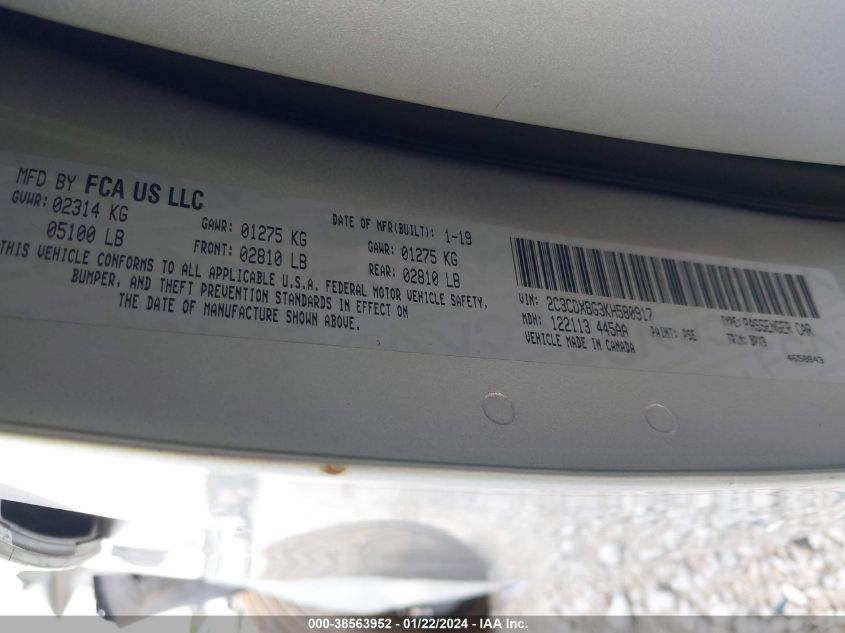 MFD BY FCA US LLC
GVWR: 02314 KG
05100 LB
GAWR: 01275 KG
FRONT: 02810 LB
DATE OF MFR(BUILT): 1-19
GAWR: 01275 KG
REAR: 02810 LB
THIS VEHICLE CONFORMS TO ALL APPLICABLE U.S.A. FEDERAL MOTOR VEHICLE SAFETY,
BUMPER, AND THEFT PREVENTION STANDARDS IN EFFECT ON
THE DATE OF MANUFACTURE SHOWN ABOVE.
VIN: 2C3CDXBG3KH580917
TYPE: PASSENGER CAR
MDH: 122113 445AA
PAINT: PSE
TRIM: BPX9
VEHICLE MADE IN CANADA
4658043
000-38563952 - 01/22/2024 - IAA Inc.